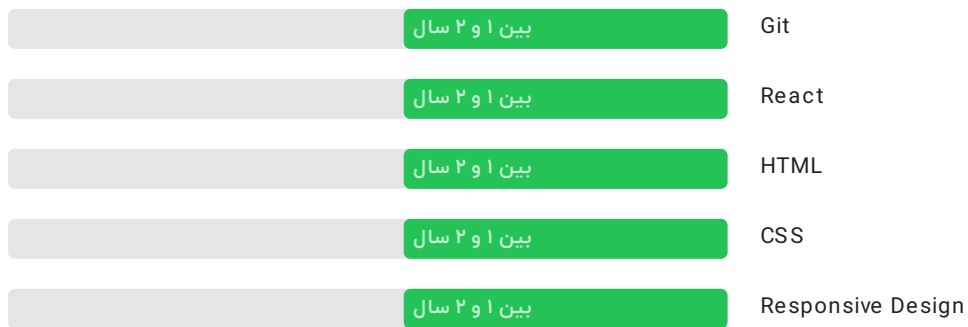 Git بین ۱ و ۲ سال
React بین ۱ و ۲ سال
HTML بین ۱ و ۲ سال
CSS بین ۱ و ۲ سال
Responsive Design بین ۱ و ۲ سال